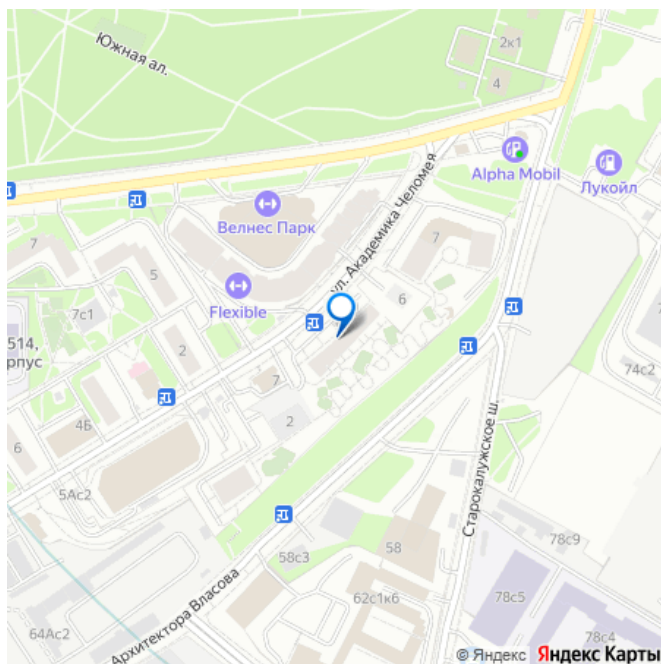 Южная ал.
2к1
4
Alpha Mobil
Лукойл
Велнес Парк
ул. Академика Челомея
7
7
5
6
Flexible
7с1
514,
рпус
2
74с2
7
4Б
2
6
Старокалужское ш.
5Ас2
58с3
58
78с9
62с1к6
78с5
64Ас2
Архитектора Власова
78с4
© Яндекс Яндекс Карты